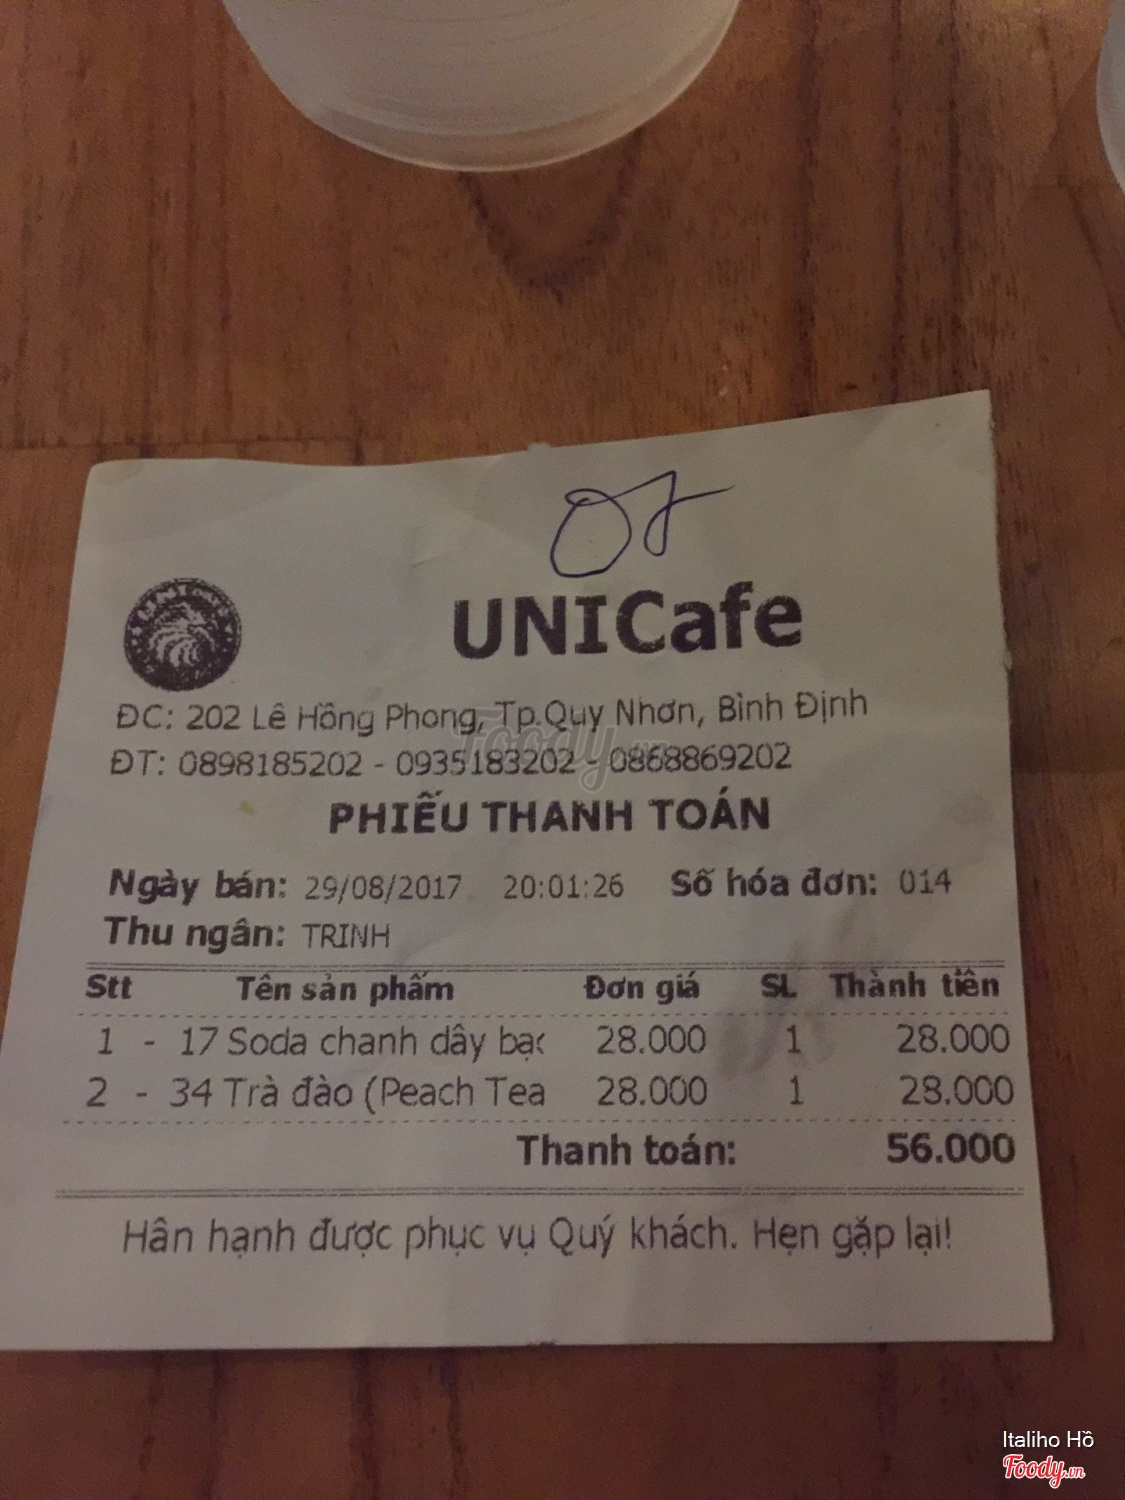 UNICafe
ĐC: 202 Lê Hồng Phong, Tp.Quy Nhơn, Bình Định
ĐT: 0898185202 - 0935183202 - 0868869202
PHIẾU THANH TOÁN
Ngày bán: 29/08/2017 20:01:26 Số hóa đơn: 014
Thu ngân: TRINH
Stt Tên sản phẩm Đơn giá SL Thành tiền
1 - 17 Soda chanh dây bạc 28.000 1 28.000
2 - 34 Trà đào (Peach Tea 28.000 1 28.000
Thanh toán: 56.000
Hân hạnh được phục vụ Quý khách. Hẹn gặp lại!
Foody.vn
Italiho Hồ
Foody.vn